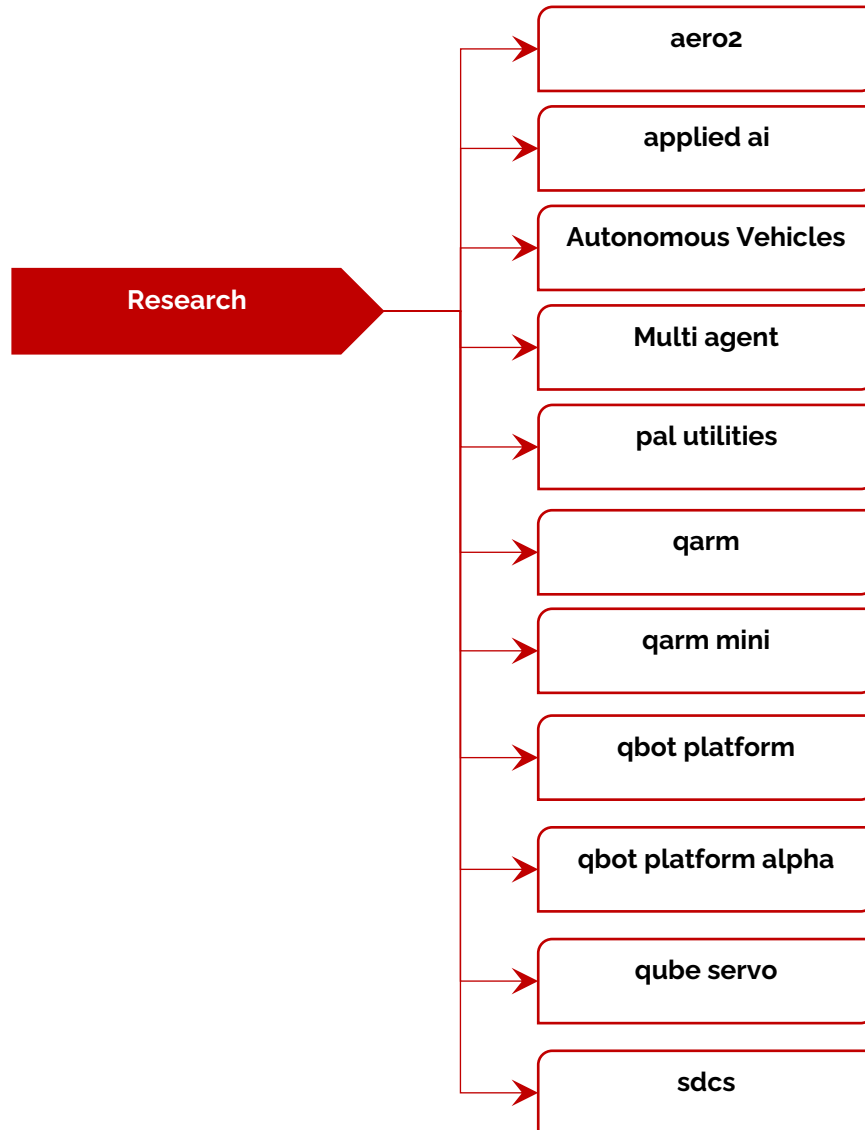 aero2
applied ai
Autonomous Vehicles
Research
Multi agent
pal utilities
qarm
qarm mini
qbot platform
qbot platform alpha
qube servo
sdcs